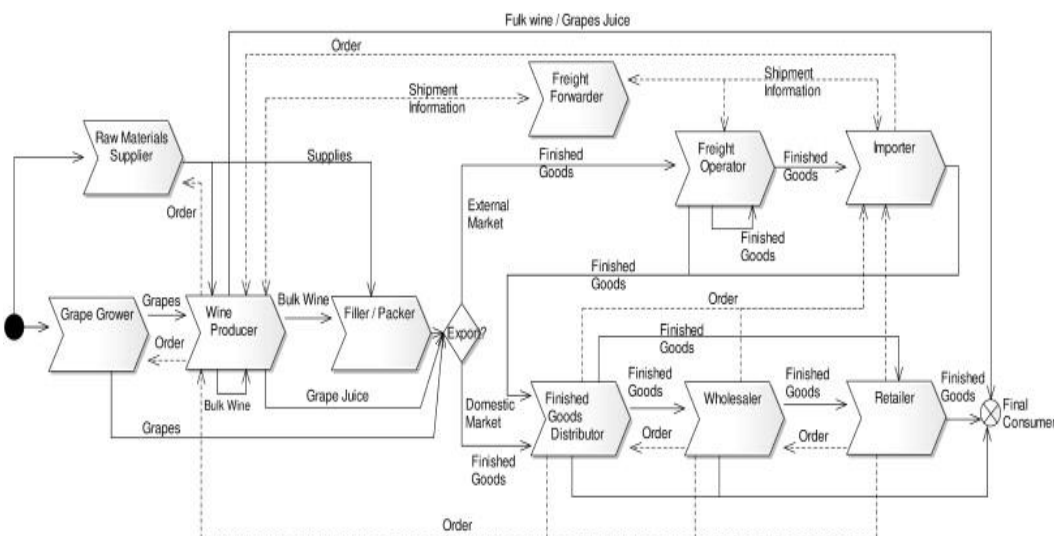 Fulk wine / Grapes Juice
Order
Shipment
Information
Freight
Forwarder
Shipment
Information
Raw Materials
Supplier
Supplies
Finished
Goods
Freight
Operator
Finished
Goods
Importer
Order
External
Market
Finished
Goods
Finished
Goods
Grape Grower
Grapes
Order
Wine
Producer
Bulk Wine
Filler / Packer
Export?
Order
Finished
Goods
Bulk Wine
Grape Juice
Grapes
Domestic
Market
Finished
Goods
Finished
Goods
Distributor
Finished
Goods
Order
Wholesaler
Finished
Goods
Order
Retailer
Finished
Goods
Final
Consumer
Order